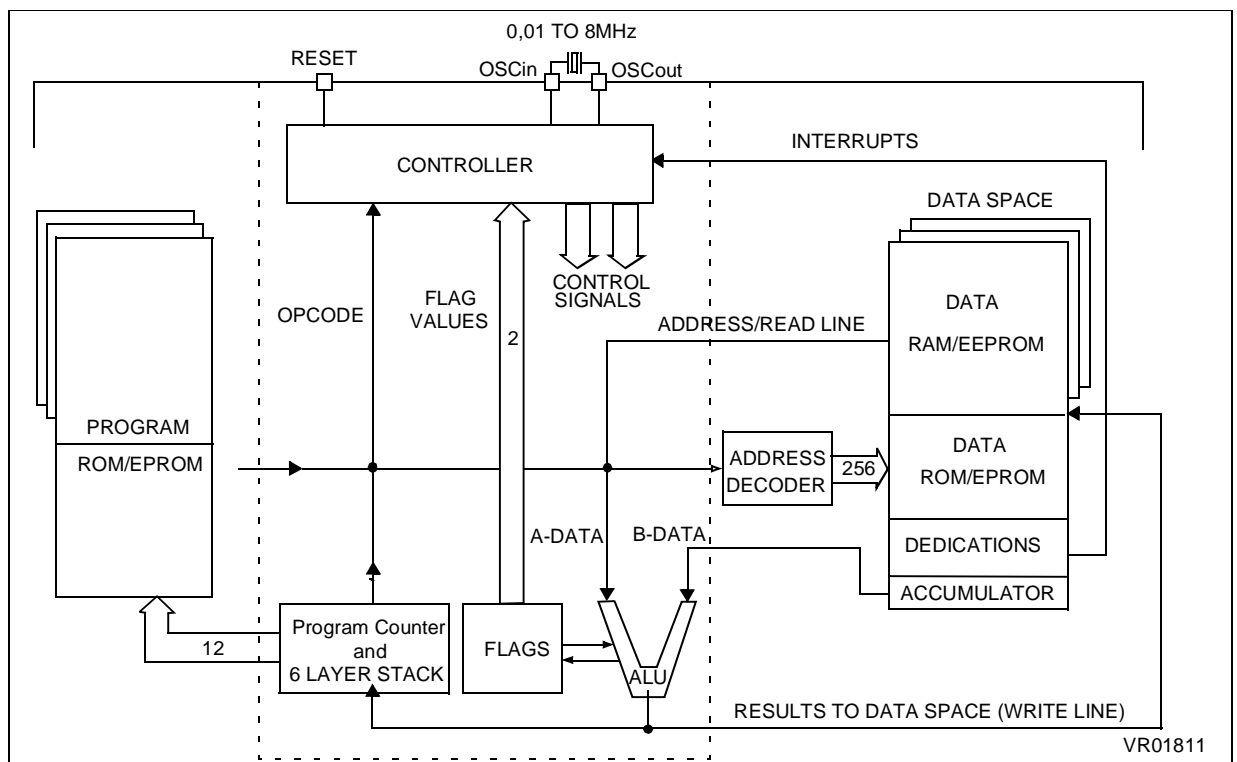 0,01 TO 8MHz
RESET
OSCin
OSCout
INTERRUPTS
CONTROLLER
DATA SPACE
CONTROL
SIGNALS
FLAG
VALUES
OPCODE
2
ADDRESS/READ LINE
DATA
RAM/EEPROM
PROGRAM
ROM/EPROM
ADDRESS
DECODER
256
DATA
ROM/EPROM
A-DATA
B-DATA
DEDICATIONS
ACCUMULATOR
12
Program Counter
and
6 LAYER STACK
FLAGS
ALU
RESULTS TO DATA SPACE (WRITE LINE)
VR01811